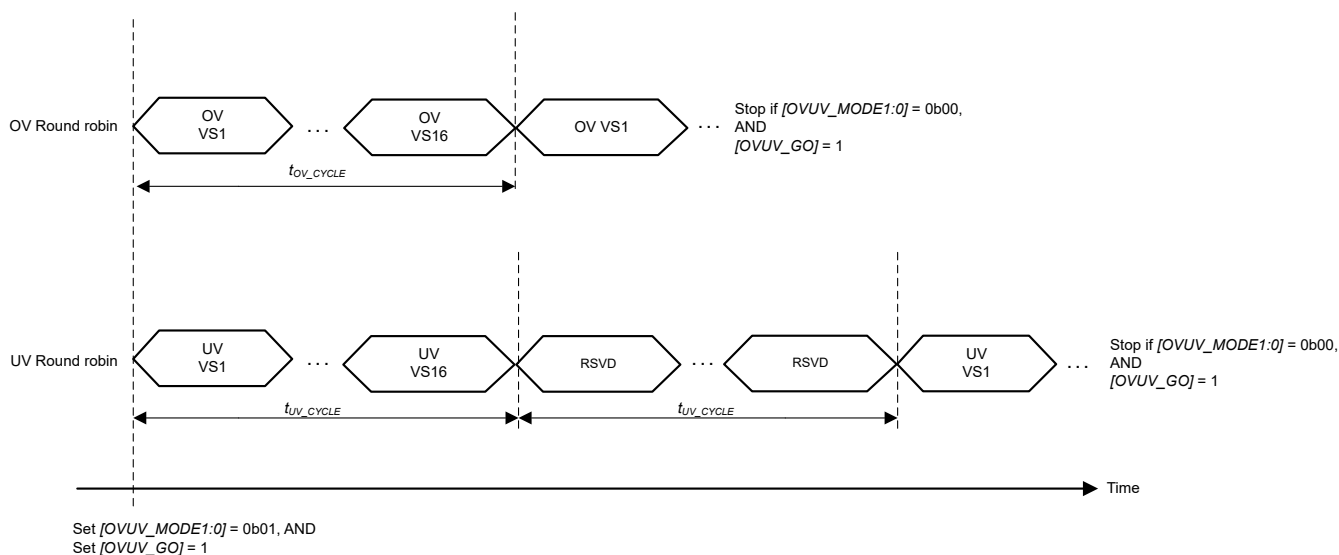 OV Round robin
OV
VS1
...
OV
VS16
OV VS1
...
Stop if [OVUV_MODE1:0] = 0b00,
AND
[OVUV_GO] = 1
tOV_CYCLE
UV Round robin
UV
VS1
...
UV
VS16
RSVD
...
RSVD
UV
VS1
...
Stop if [OVUV_MODE1:0] = 0b00,
AND
[OVUV_GO] = 1
tUV_CYCLE
tUV_CYCLE
Time
Set [OVUV_MODE1:0] = 0b01, AND
Set [OVUV_GO] = 1